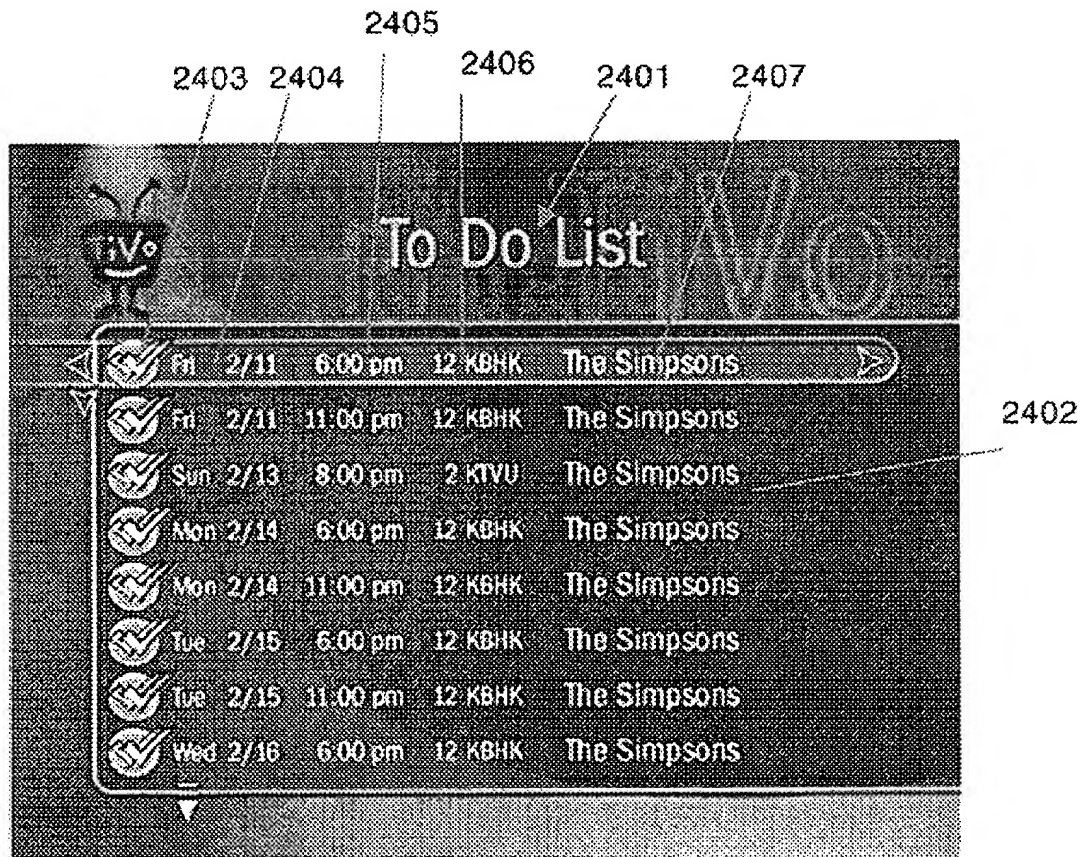 2405
2403 2404 2406 2401 2407
TiVo
To Do List
TiVo
Fri 2/11 6:00 pm 12 KBHK The Simpsons
Fri 2/11 11:00 pm 12 KBHK The Simpsons
2402
Sun 2/13 8:00 pm 2 KTVU The Simpsons
Mon 2/14 6:00 pm 12 KBHK The Simpsons
Mon 2/14 11:00 pm 12 KBHK The Simpsons
Tue 2/15 6:00 pm 12 KBHK The Simpsons
Tue 2/15 11:00 pm 12 KBHK The Simpsons
Wed 2/16 6:00 pm 12 KBHK The Simpsons